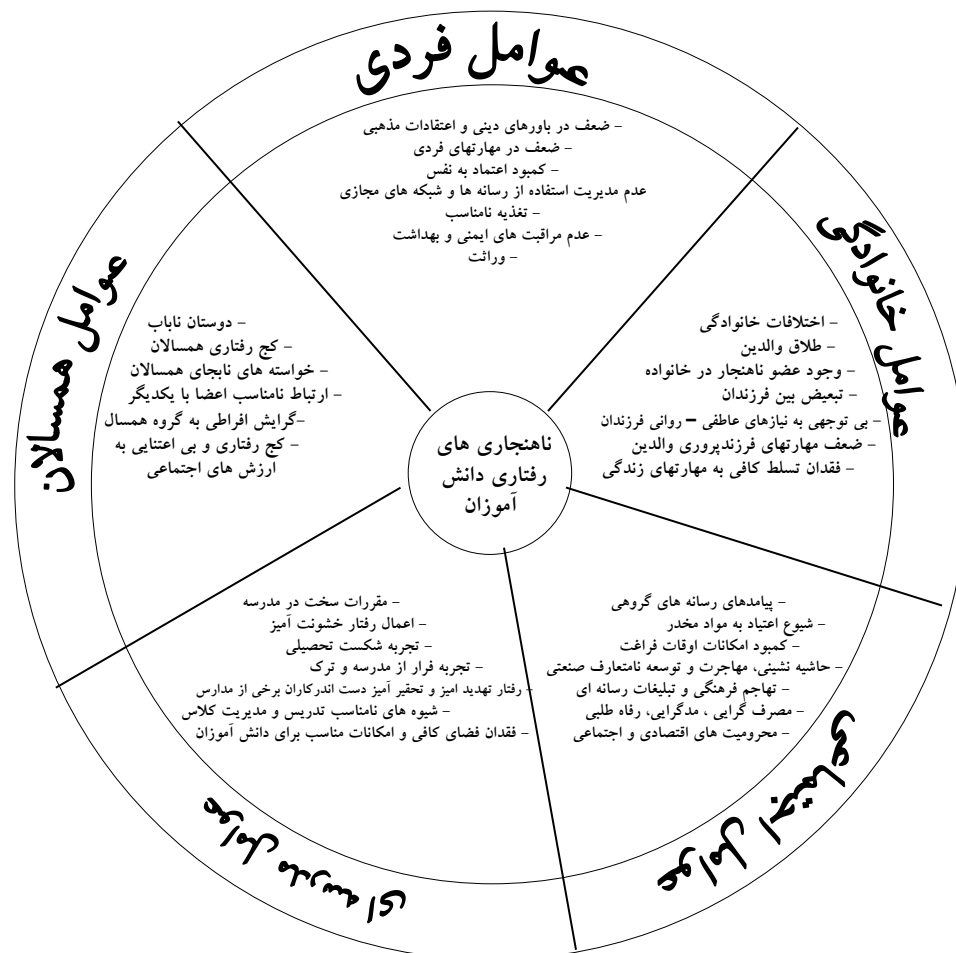 عوامل فردی
– ضعف در باورهای دینی و اعتقادات مذهبی
– ضعف در مهارتهای فردی
– کمبود اعتماد به نفس
عدم مدیریت استفاده از رسانه ها و شبکه های مجازی
– تغذیه نامناسب
– عدم مراقبت های ایمنی و بهداشت
– وراثت
عوامل خانوادگی
– اختلافات خانوادگی
– طلاق والدین
– وجود عضو ناهنجار در خانواده
– تبعیض بین فرزندان
– بی توجهی به نیازهای عاطفی – روانی فرزندان
– ضعف مهارتهای فرزندپروری والدین
– فقدان تسلط کافی به مهارتهای زندگی
عوامل همسالان
– دوستان ناباب
– کج رفتاری همسالان
– خواسته های نابجای همسالان
– ارتباط نامناسب اعضا با یکدیگر
–گرایش افراطی به گروه همسال
– کج رفتاری و بی اعتنایی به
ارزش های اجتماعی
ناهنجاری های
رفتاری دانش
آموزان
– پیامدهای رسانه های گروهی
– شیوع اعتیاد به مواد مخدر
– کمبود امکانات اوقات فراغت
– حاشیه نشینی، مهاجرت و توسعه نامتعارف صنعتی
– تهاجم فرهنگی و تبلیغات رسانه ای
– مصرف گرایی ، مدگرایی، رفاه طلبی
– محرومیت های اقتصادی و اجتماعی
عوامل اجتماعی
– مقررات سخت در مدرسه
– اعمال رفتار خشونت آمیز
– تجربه شکست تحصیلی
– تجربه فرار از مدرسه و ترک
– رفتار تهدید امیز و تحقیر آمیز دست اندرکاران برخی از مدارس
– شیوه های نامناسب تدریس و مدیریت کلاس
– فقدان فضای کافی و امکانات مناسب برای دانش آموزان
عوامل مدرسه ای